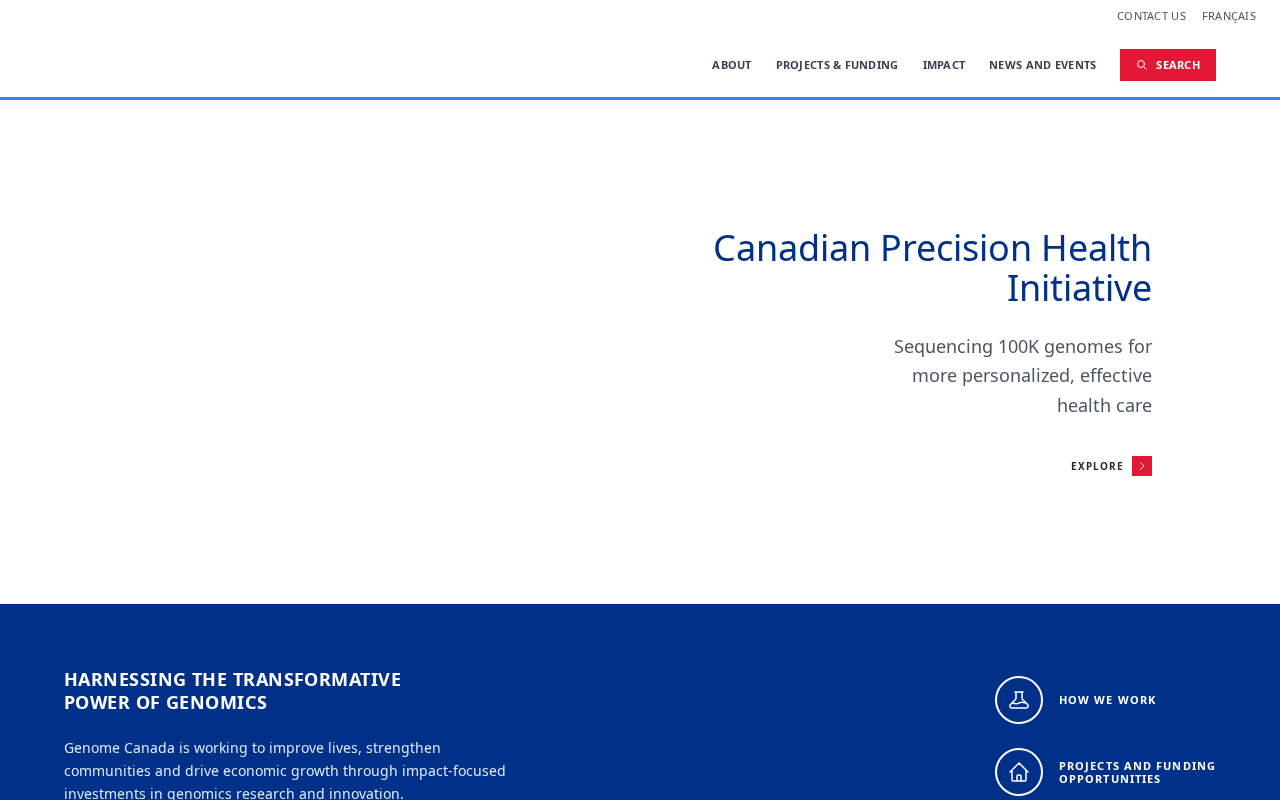 CONTACT US FRANÇAIS
ABOUT PROJECTS & FUNDING IMPACT NEWS AND EVENTS SEARCH
Canadian Precision Health
Initiative
Sequencing 100K genomes for
more personalized, effective
health care
EXPLORE
HARNESSING THE TRANSFORMATIVE
POWER OF GENOMICS
Genome Canada is working to improve lives, strengthen
communities and drive economic growth through impact-focused
investments in genomics research and innovation.
HOW WE WORK
PROJECTS AND FUNDING
OPPORTUNITIES